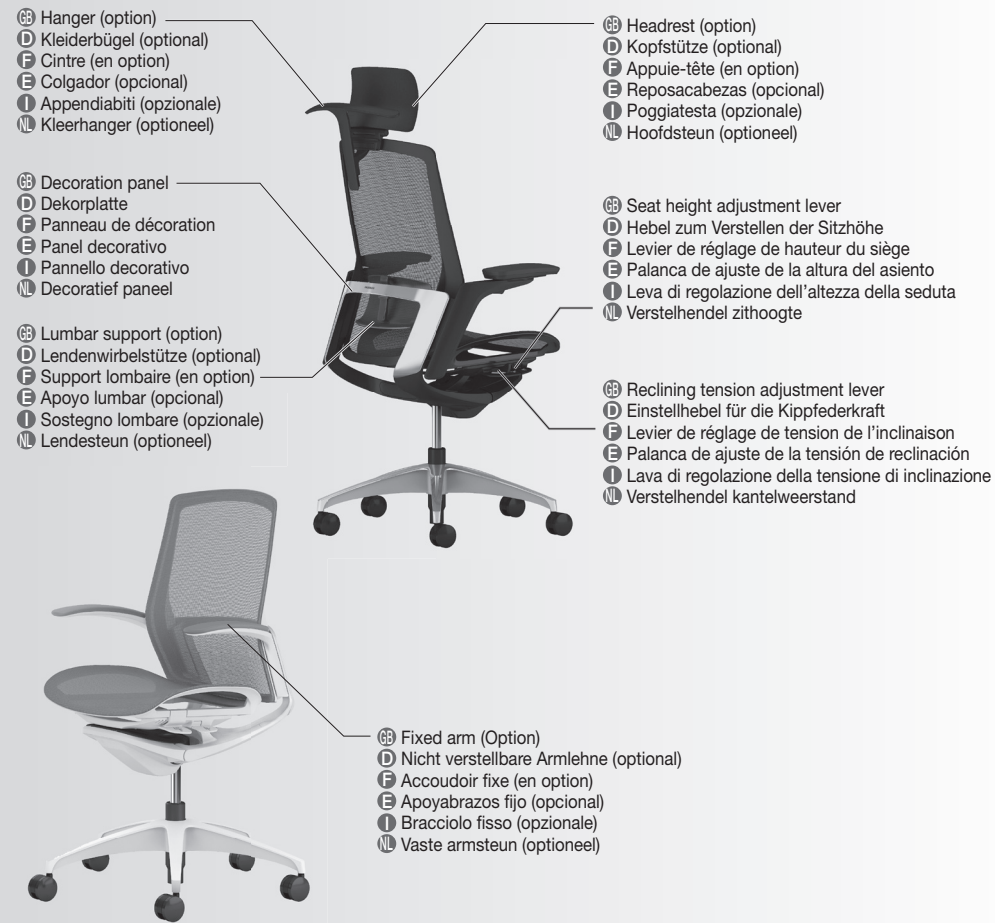 GB Hanger (option)
D Kleiderbügel (optional)
F Cintre (en option)
E Colgador (opcional)
I Appendiabiti (opzionale)
NL Kleerhanger (optioneel)
GB Decoration panel
D Dekorplatte
F Panneau de décoration
E Panel decorativo
I Pannello decorativo
NL Decoratief paneel
GB Lumbar support (option)
D Lendenwirbelstütze (optional)
F Support lombaire (en option)
E Apoyo lumbar (opcional)
I Sostegno lombare (opzionale)
NL Lendesteun (optioneel)
GB Headrest (option)
D Kopfstütze (optional)
F Appuie-tête (en option)
E Reposacabezas (opcional)
I Poggiatesta (opzionale)
NL Hoofdsteun (optioneel)
GB Seat height adjustment lever
D Hebel zum Verstellen der Sitzhöhe
F Levier de réglage de hauteur du siège
E Palanca de ajuste de la altura del asiento
I Leva di regolazione dell’altezza della seduta
NL Verstelhendel zithoogte
GB Reclining tension adjustment lever
D Einstellhebel für die Kippfederkraft
F Levier de réglage de tension de l’inclinaison
E Palanca de ajuste de la tensión de reclinación
I Lava di regolazione della tensione di inclinazione
NL Verstelhendel kantelweerstand
GB Fixed arm (Option)
D Nicht verstellbare Armlehne (optional)
F Accoudoir fixe (en option)
E Apoyabrazos fijo (opcional)
I Bracciolo fisso (opzionale)
NL Vaste armsteun (optioneel)